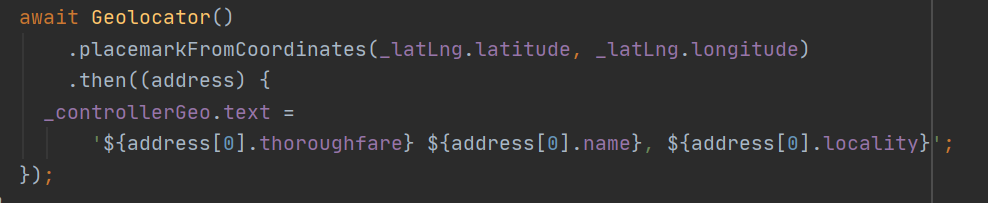 await Geolocator()
.placemarkFromCoordinates(_latLng.latitude, _latLng.longitude)
.then((address) {
_controllerGeo.text =
'${address[0].thoroughfare} ${address[0].name}, ${address[0].locality}';
});